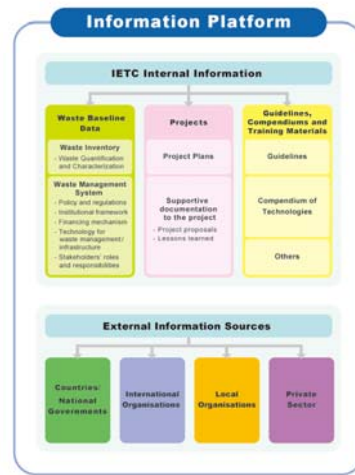 Information Platform
IETC Internal Information
Waste Baseline
Data
Waste Inventory
- Waste Quantification
and Characterization
Waste Management
System
- Policy and regulations
- Institutional framework
- Financing mechanism
- Technology for
waste management/
infrastructure
- Stakeholders' roles
and responsibilities
Projects
Project Plans
Supportive
documentation
to the project
- Project proposals
- Lessons learned
Guidelines,
Compendiums and
Training Materials
Guidelines
Compendium of
Technologies
Others
External Information Sources
Countries/
National
Governments
International
Organisations
Local
Organisations
Private
Sector